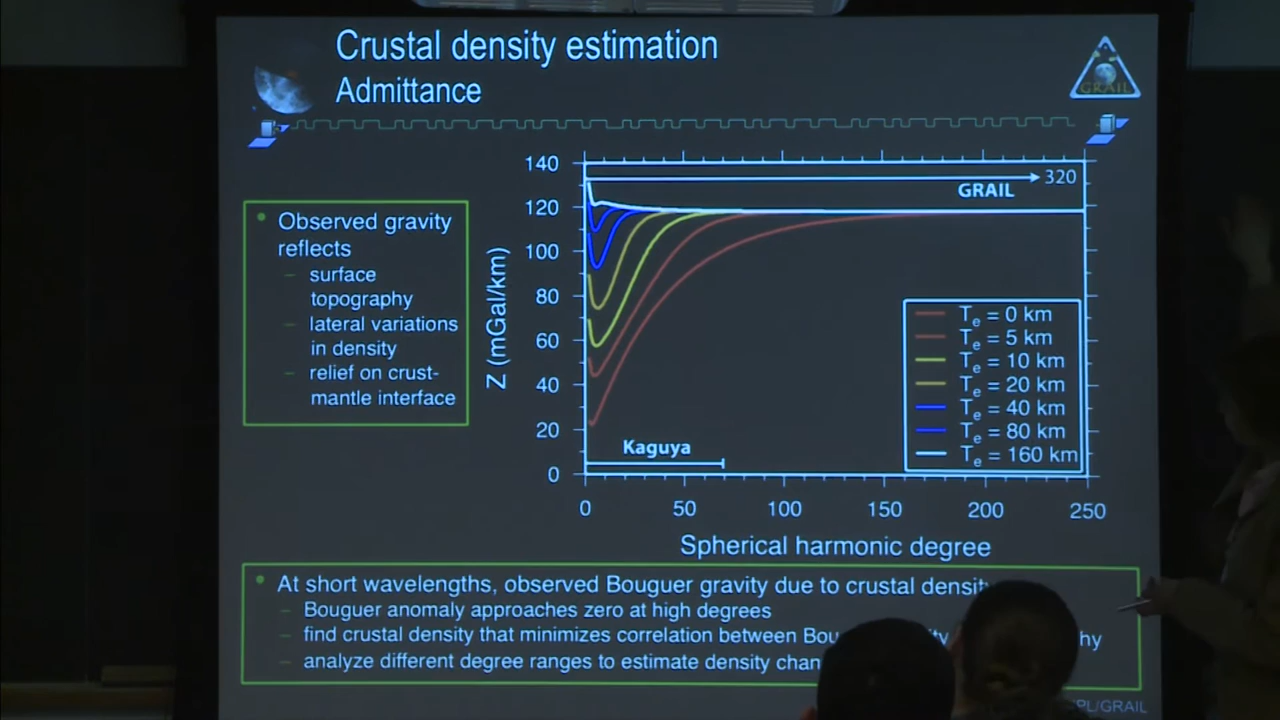 Crustal density estimation
Admittance
GRAIL
• Observed gravity
reflects
– surface
topography
– lateral variations
in density
– relief on crust-
mantle interface
Z (mGal/km)
140
120
100
80
60
40
20
0
320
GRAIL
Kaguya
Te = 0 km
Te = 5 km
Te = 10 km
Te = 20 km
Te = 40 km
Te = 80 km
Te = 160 km
0 50 100 150 200 250
Spherical harmonic degree
• At short wavelengths, observed Bouguer gravity due to crustal density
– Bouguer anomaly approaches zero at high degrees
– find crustal density that minimizes correlation between
– analyze different degree ranges to estimate density
PL/GRAIL